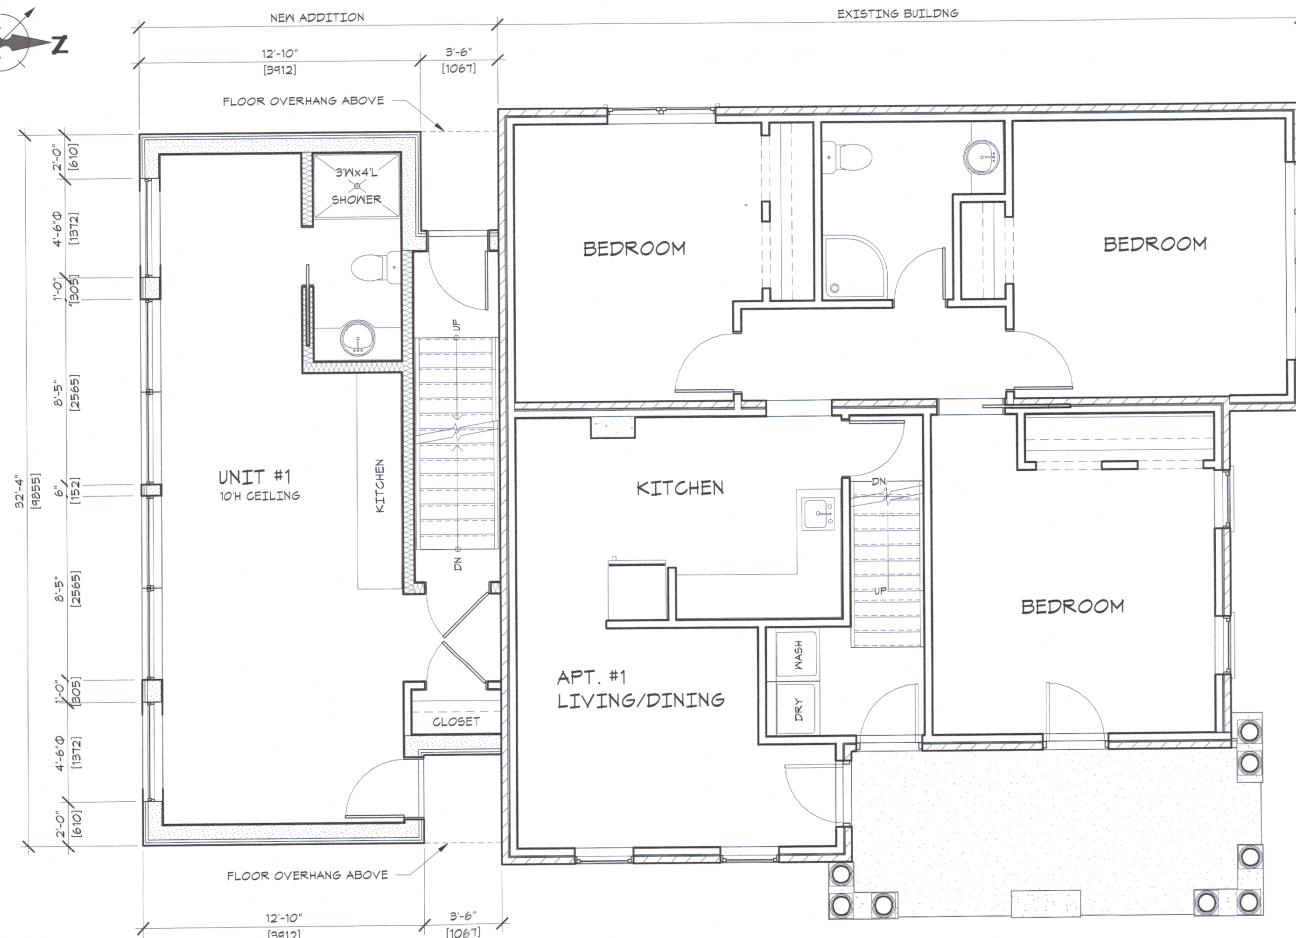 NEW ADDITION
EXISTING BUILDNG
Z
12'-10"
[3912]
3'-6"
[1067]
FLOOR OVERHANG ABOVE
2'-0"
[610]
4'-6"Φ
[1372]
1'-0"
[305]
8'-5"
[2565]
6"
[152]
8'-5"
[2565]
1'-0"
[305]
4'-6"Φ
[1372]
2'-0"
[610]
32'-4"
[9855]
3'Wx4'L
SHOWER
UP
UNIT #1
10'H CEILING
KITCHEN
DN
CLOSET
BEDROOM
BEDROOM
KITCHEN
DN
UP
BEDROOM
WASH
DRY
APT. #1
LIVING/DINING
FLOOR OVERHANG ABOVE
12'-10"
[3912]
3'-6"
[1067]